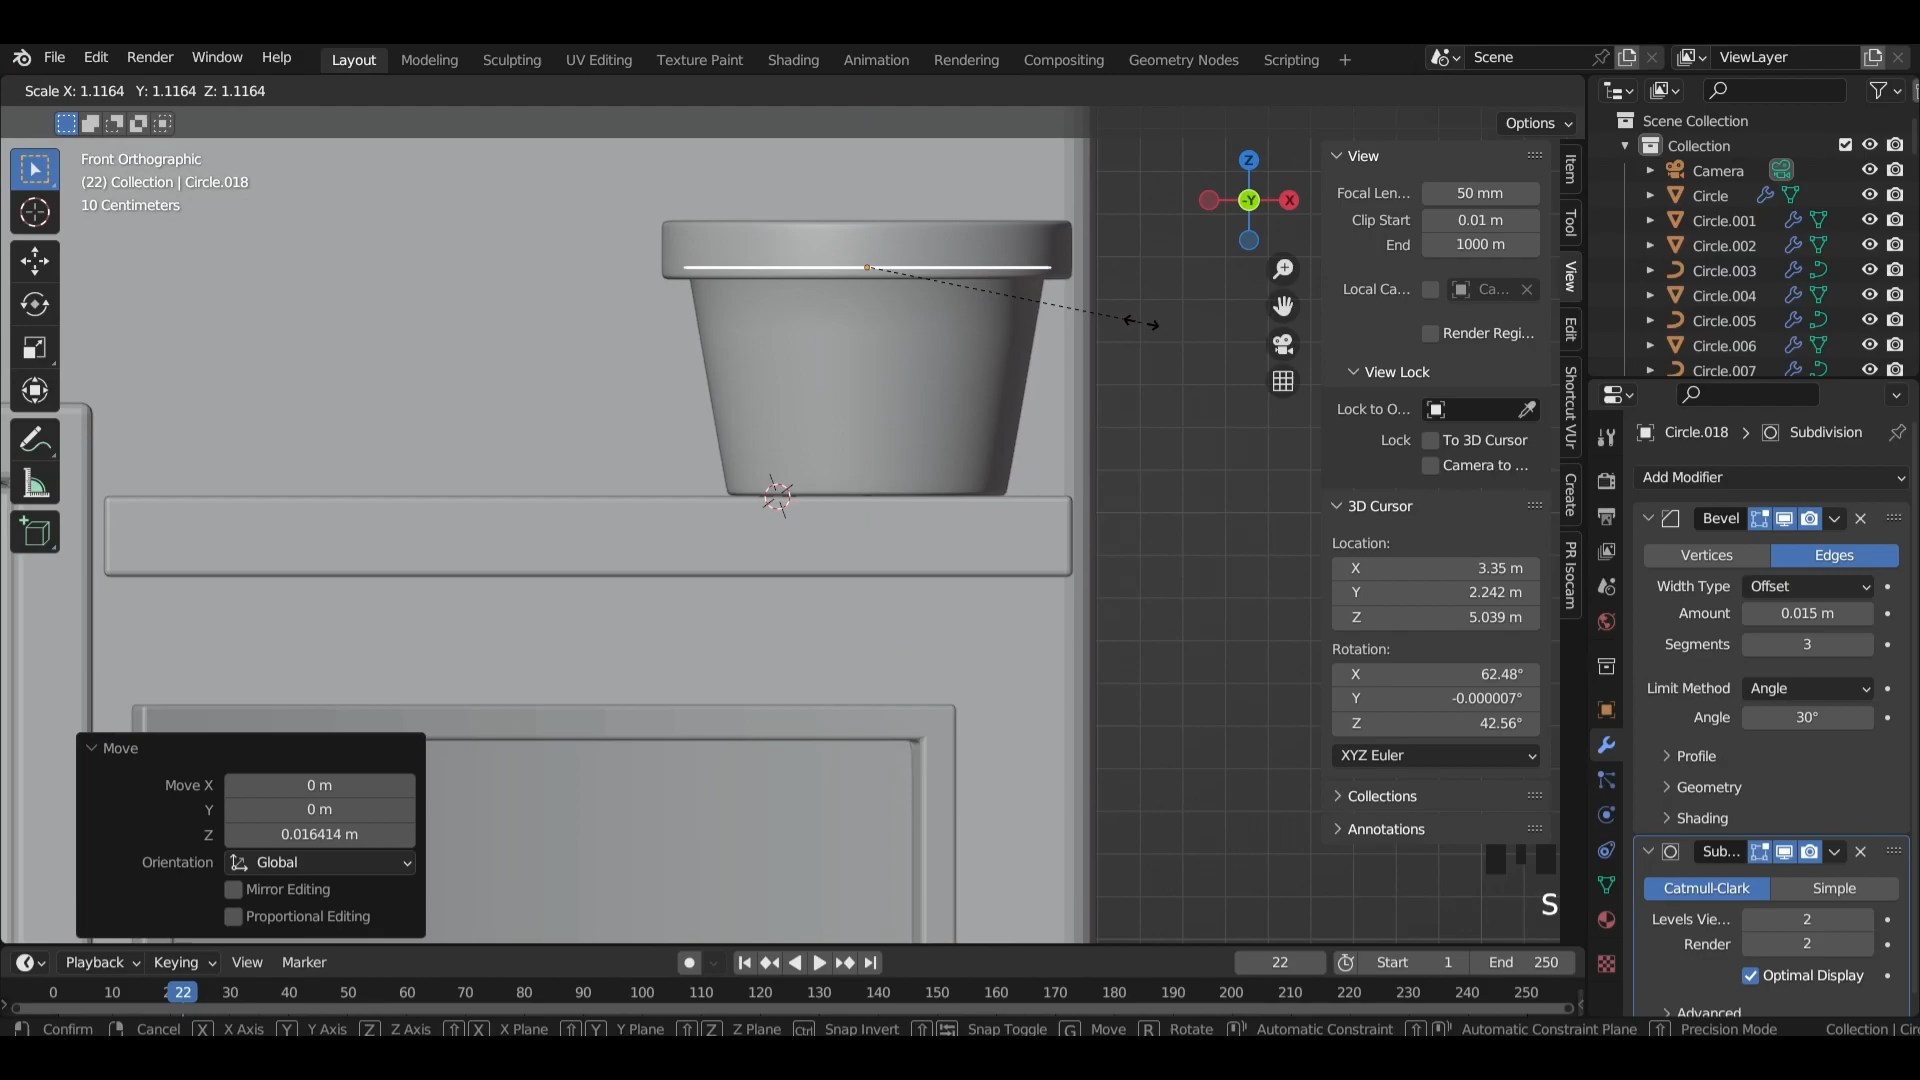 File Edit Render Window Help Layout Modeling Sculpting UV Editing Texture Paint Shading Animation Rendering Compositing Geometry Nodes Scripting + Scene ViewLayer
Scale X: 1.1164 Y: 1.1164 Z: 1.1164
Options
Front Orthographic
(22) Collection | Circle.018
10 Centimeters
Z
-Y
X
View
Focal Len... 50 mm
Clip Start 0.01 m
End 1000 m
Local Ca... Ca...
Render Regi...
View Lock
Lock to O...
Lock To 3D Cursor
Camera to ...
3D Cursor
Location:
X 3.35 m
Y 2.242 m
Z 5.039 m
Rotation:
X 62.48°
Y -0.000007°
Z 42.56°
XYZ Euler
Collections
Annotations
Item
Tool
View
Edit
Shortcut VUr
Create
PR Isocam
S
Scene Collection
Collection
Camera
Circle
Circle.001
Circle.002
Circle.003
Circle.004
Circle.005
Circle.006
Circle.007
Circle.018 > Subdivision
Add Modifier
Bevel
Vertices Edges
Width Type Offset
Amount 0.015 m
Segments 3
Limit Method Angle
Angle 30°
Profile
Geometry
Shading
Sub...
Catmull-Clark Simple
Levels Vie... 2
Render 2
Optimal Display
Advanced
Move
Move X 0 m
Y 0 m
Z 0.016414 m
Orientation Global
Mirror Editing
Proportional Editing
Playback Keying View Marker 22 Start 1 End 250
0 10 22 30 40 50 60 70 80 90 100 110 120 130 140 150 160 170 180 190 200 210 220 230 240 250
Confirm Cancel X X Axis Y Y Axis Z Z Axis X X Plane Y Y Plane Z Z Plane Ctrl Snap Invert Snap Toggle G Move R Rotate Automatic Constraint Automatic Constraint Plane Precision Mode Collection | Circ